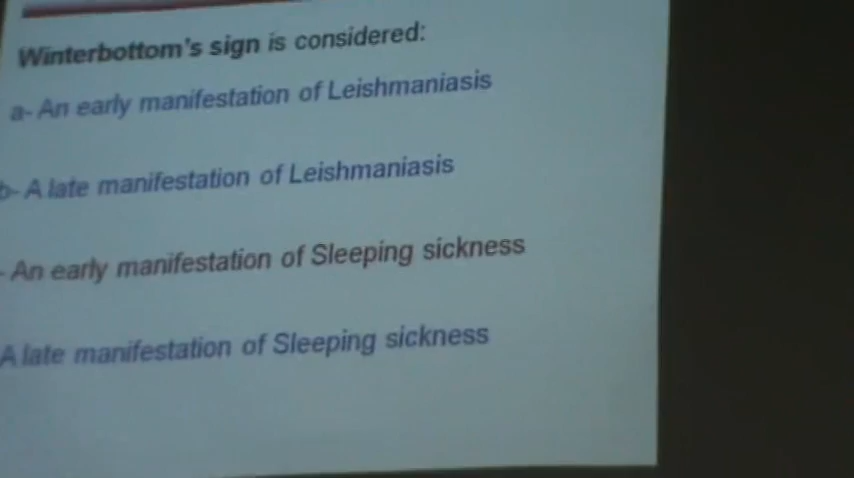 Winterbottom's sign is considered:
a- An early manifestation of Leishmaniasis
b- A late manifestation of Leishmaniasis
- An early manifestation of Sleeping sickness
A late manifestation of Sleeping sickness